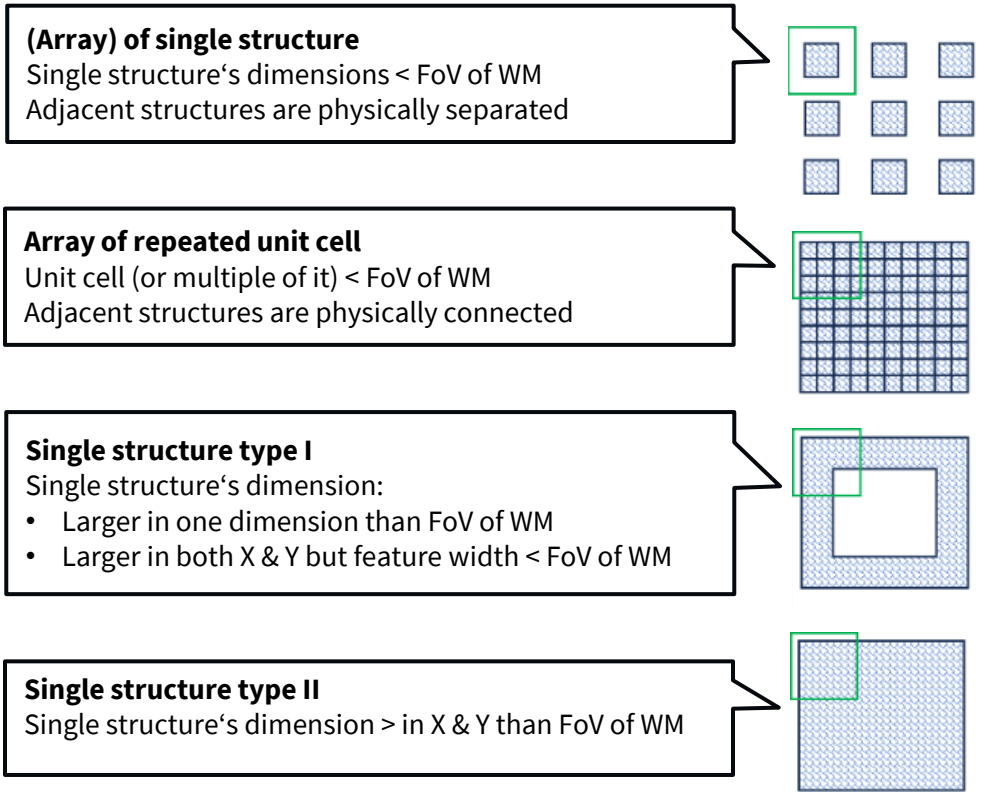 (Array) of single structure
Single structure‘s dimensions < FoV of WM
Adjacent structures are physically separated
Array of repeated unit cell
Unit cell (or multiple of it) < FoV of WM
Adjacent structures are physically connected
Single structure type I
Single structure‘s dimension:
• Larger in one dimension than FoV of WM
• Larger in both X & Y but feature width < FoV of WM
Single structure type II
Single structure‘s dimension > in X & Y than FoV of WM